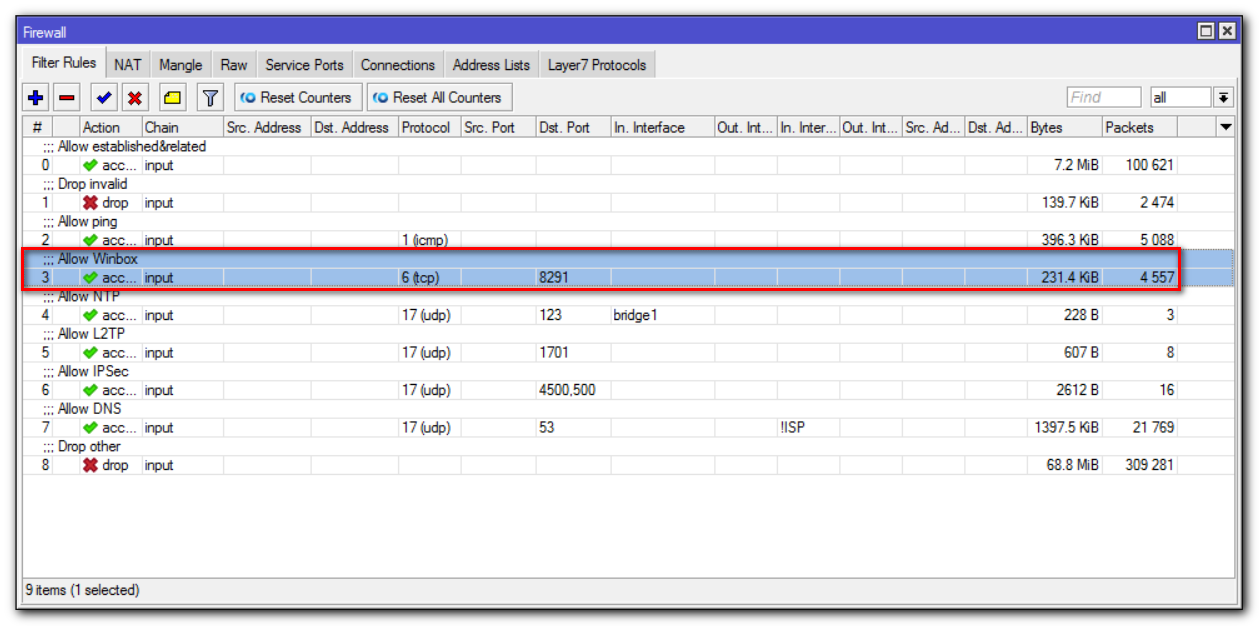 Firewall
Filter Rules NAT Mangle Raw Service Ports Connections Address Lists Layer7 Protocols
Reset Counters Reset All Counters Find all
# Action Chain Src. Address Dst. Address Protocol Src. Port Dst. Port In. Interface Out. Int... In. Inter... Out. Int... Src. Ad... Dst. Ad... Bytes Packets
;;; Allow established&related
0 acc... input 7.2 MiB 100 621
;;; Drop invalid
1 drop input 139.7 KiB 2 474
;;; Allow ping
2 acc... input 1 (icmp) 396.3 KiB 5 088
;;; Allow Winbox
3 acc... input 6 (tcp) 8291 231.4 KiB 4 557
;;; Allow NTP
4 acc... input 17 (udp) 123 bridge1 228 B 3
;;; Allow L2TP
5 acc... input 17 (udp) 1701 607 B 8
;;; Allow IPSec
6 acc... input 17 (udp) 4500,500 2612 B 16
;;; Allow DNS
7 acc... input 17 (udp) 53 !ISP 1397.5 KiB 21 769
;;; Drop other
8 drop input 68.8 MiB 309 281
9 items (1 selected)